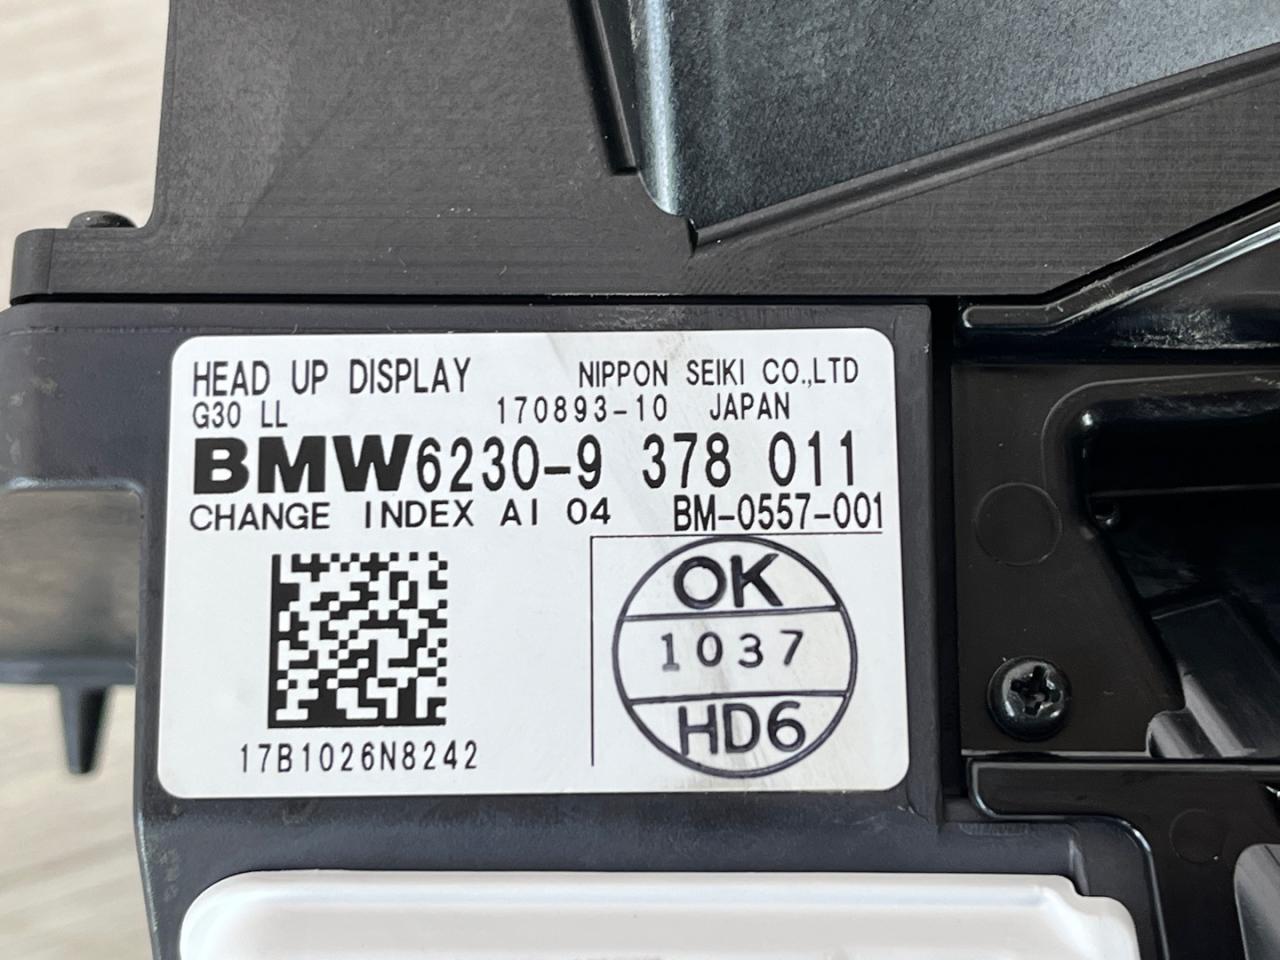 HEAD UP DISPLAY NIPPON SEIKI CO.,LTD
G30 LL 170893-10 JAPAN
BMW6230-9 378 011
CHANGE INDEX AI 04 BM-0557-001
OK
1037
HD6
17B1026N8242